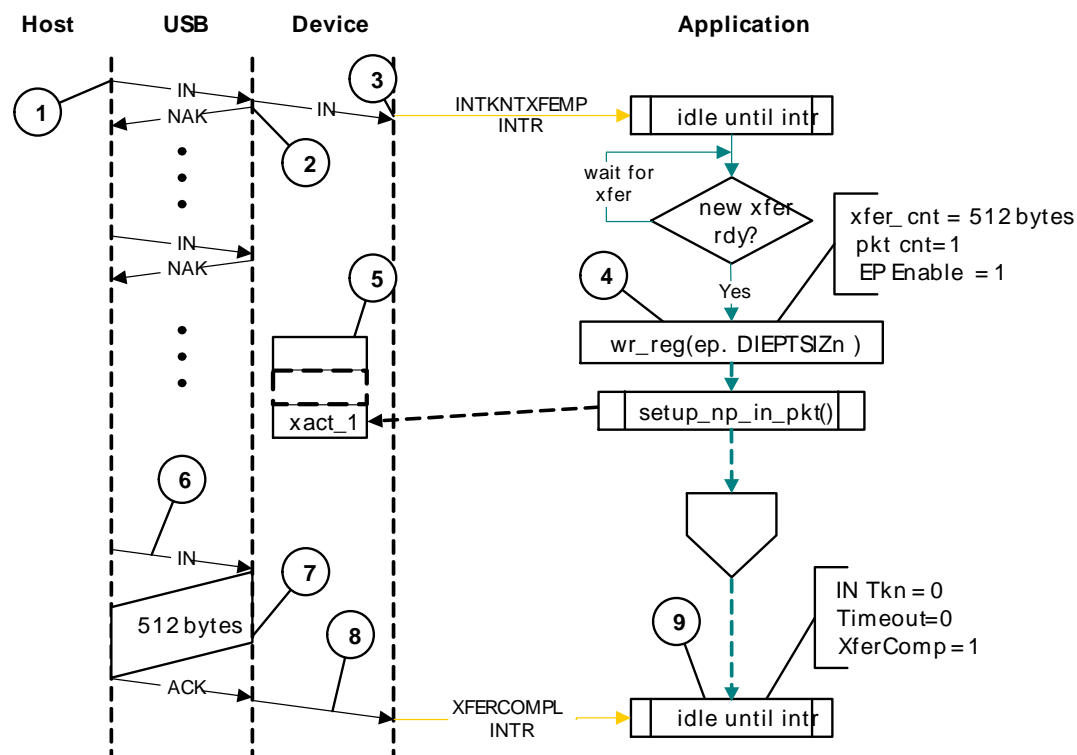 Host USB Device Application
1
IN
NAK
2
IN
3
INTKNTXFEMP
INTR
idle until intr
wait for
xfer
new xfer
rdy?
xfer_cnt = 512 bytes
pkt cnt=1
EP Enable = 1
IN
NAK
5
4
Yes
wr_reg(ep. DIEPTSIZn )
xact_1
setup_np_in_pkt()
6
IN
7
512 bytes
8
9
IN Tkn = 0
Timeout=0
XferComp=1
ACK
XFERCOMPL
INTR
idle until intr